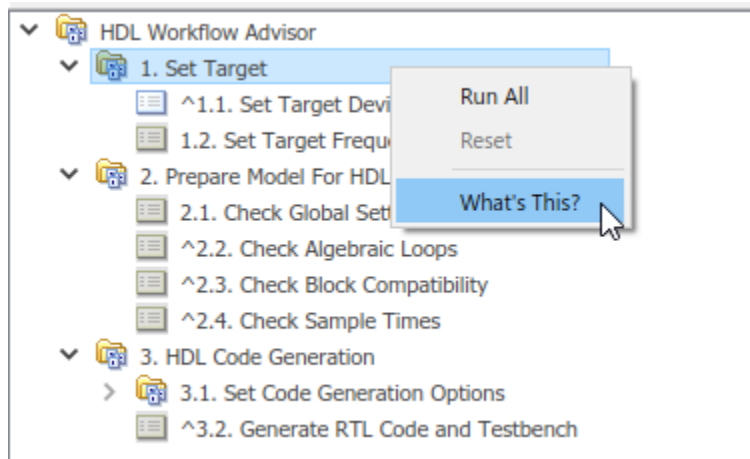 HDL Workflow Advisor
1. Set Target
^1.1. Set Target Devi
Run All
1.2. Set Target Frequ
Reset
2. Prepare Model For HDL
What's This?
2.1. Check Global Set
^2.2. Check Algebraic Loops
^2.3. Check Block Compatibility
^2.4. Check Sample Times
3. HDL Code Generation
3.1. Set Code Generation Options
^3.2. Generate RTL Code and Testbench